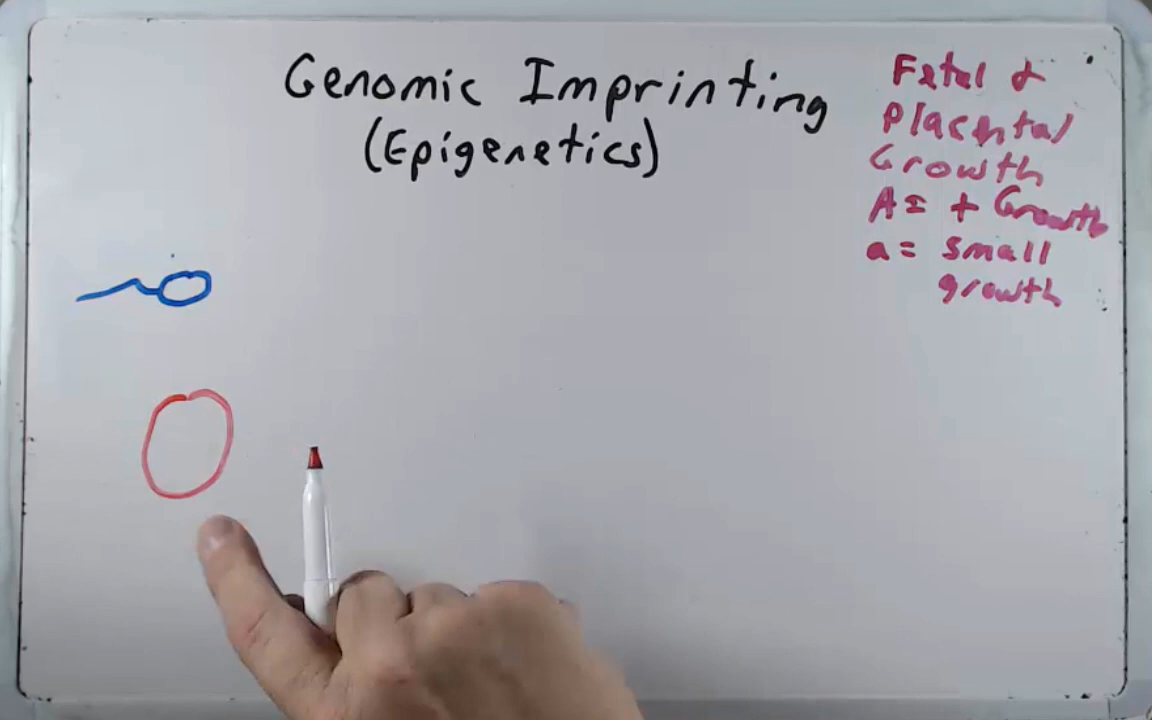 Genomic Imprinting
(Epigenetics)
Fetal &
Placental
Growth
A= + Growth
a= small
growth